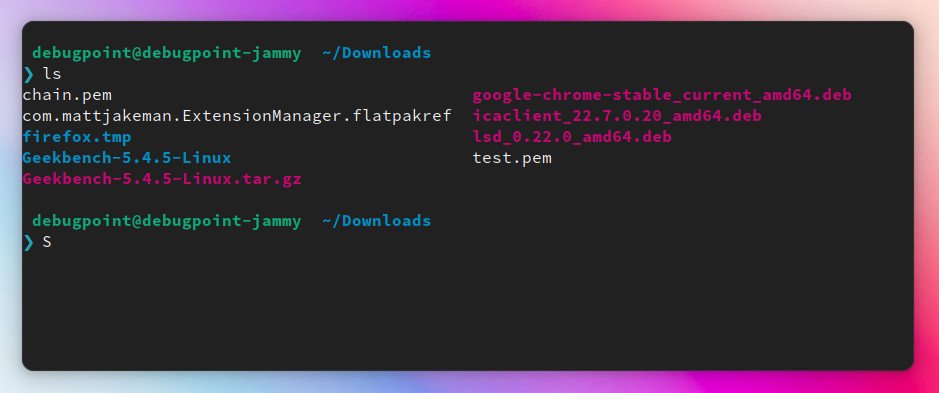 debugpoint@debugpoint-jammy ~/Downloads
❯ ls
chain.pem google-chrome-stable_current_amd64.deb
com.mattjakeman.ExtensionManager.flatpakref icaclient_22.7.0.20_amd64.deb
firefox.tmp lsd_0.22.0_amd64.deb
Geekbench-5.4.5-Linux test.pem
Geekbench-5.4.5-Linux.tar.gz
debugpoint@debugpoint-jammy ~/Downloads
❯ S